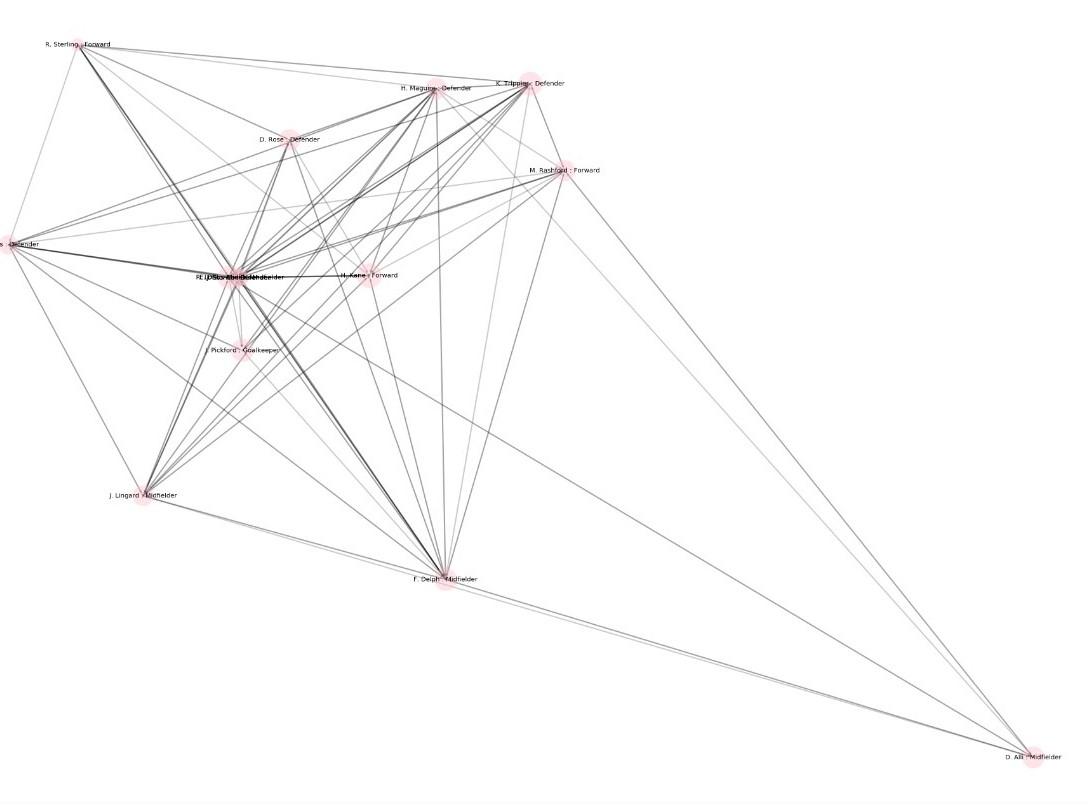 R. Sterling : Forward
K. Trippier : Defender
H. Maguire : Defender
D. Rose : Defender
M. Rashford : Forward
s : Defender
H. Kane : Forward
J. Pickford : Goalkeeper
J. Lingard : Midfielder
F. Delph : Midfielder
D. Alli : Midfielder